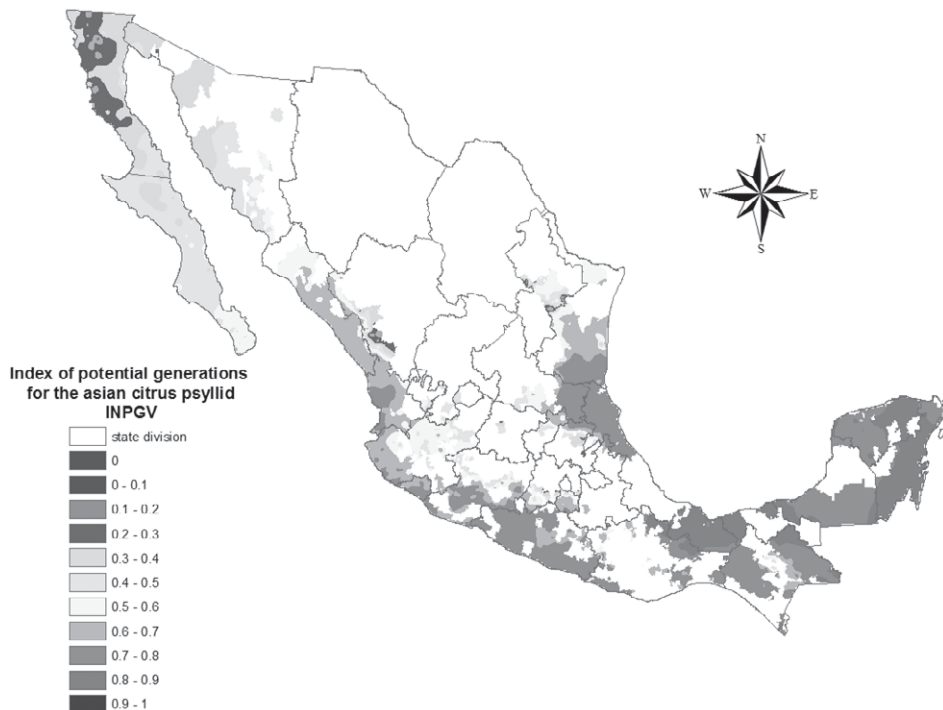 N
W E
S
Index of potential generations
for the asian citrus psyllid
INPGV
state division
0
0 - 0.1
0.1 - 0.2
0.2 - 0.3
0.3 - 0.4
0.4 - 0.5
0.5 - 0.6
0.6 - 0.7
0.7 - 0.8
0.8 - 0.9
0.9 - 1